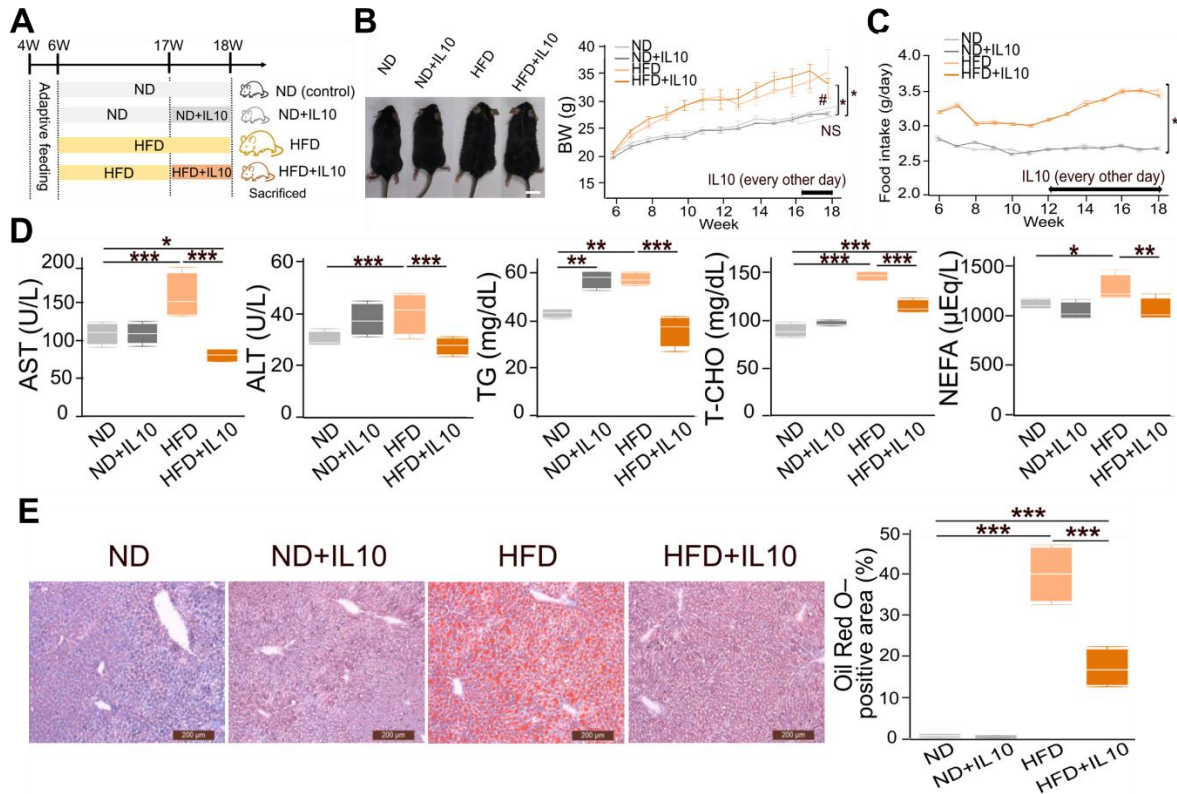 A
4W 6W 17W 18W
Adaptive feeding
ND
ND (control)
ND
ND+IL10
ND+IL10
HFD
HFD
HFD
HFD+IL10
HFD+IL10
Sacrificed
B
ND
ND+IL10
HFD
HFD+IL10
ND
ND+IL10
HFD
HFD+IL10
BW (g)
40
35
30
25
20
15
*
*
#
NS
IL10 (every other day)
6 8 10 12 14 16 18
Week
C
ND
ND+IL10
HFD
HFD+IL10
Food intake (g/day)
4.0
3.5
3.0
2.5
2.0
*
IL10 (every other day)
6 8 10 12 14 16 18
Week
D
AST (U/L)
200
150
100
50
0
*
*** ***
ND
ND+IL10
HFD
HFD+IL10
ALT (U/L)
60
40
20
0
*** ***
ND
ND+IL10
HFD
HFD+IL10
TG (mg/dL)
60
40
20
0
** ***
**
ND
ND+IL10
HFD
HFD+IL10
T-CHO (mg/dL)
150
100
50
0
***
*** ***
ND
ND+IL10
HFD
HFD+IL10
NEFA (µEq/L)
1500
1000
500
0
* **
ND
ND+IL10
HFD
HFD+IL10
E
ND
ND+IL10
HFD
HFD+IL10
200 µm
200 µm
200 µm
200 µm
Oil Red O–
positive area (%)
50
40
30
20
10
0
***
*** ***
ND
ND+IL10
HFD
HFD+IL10